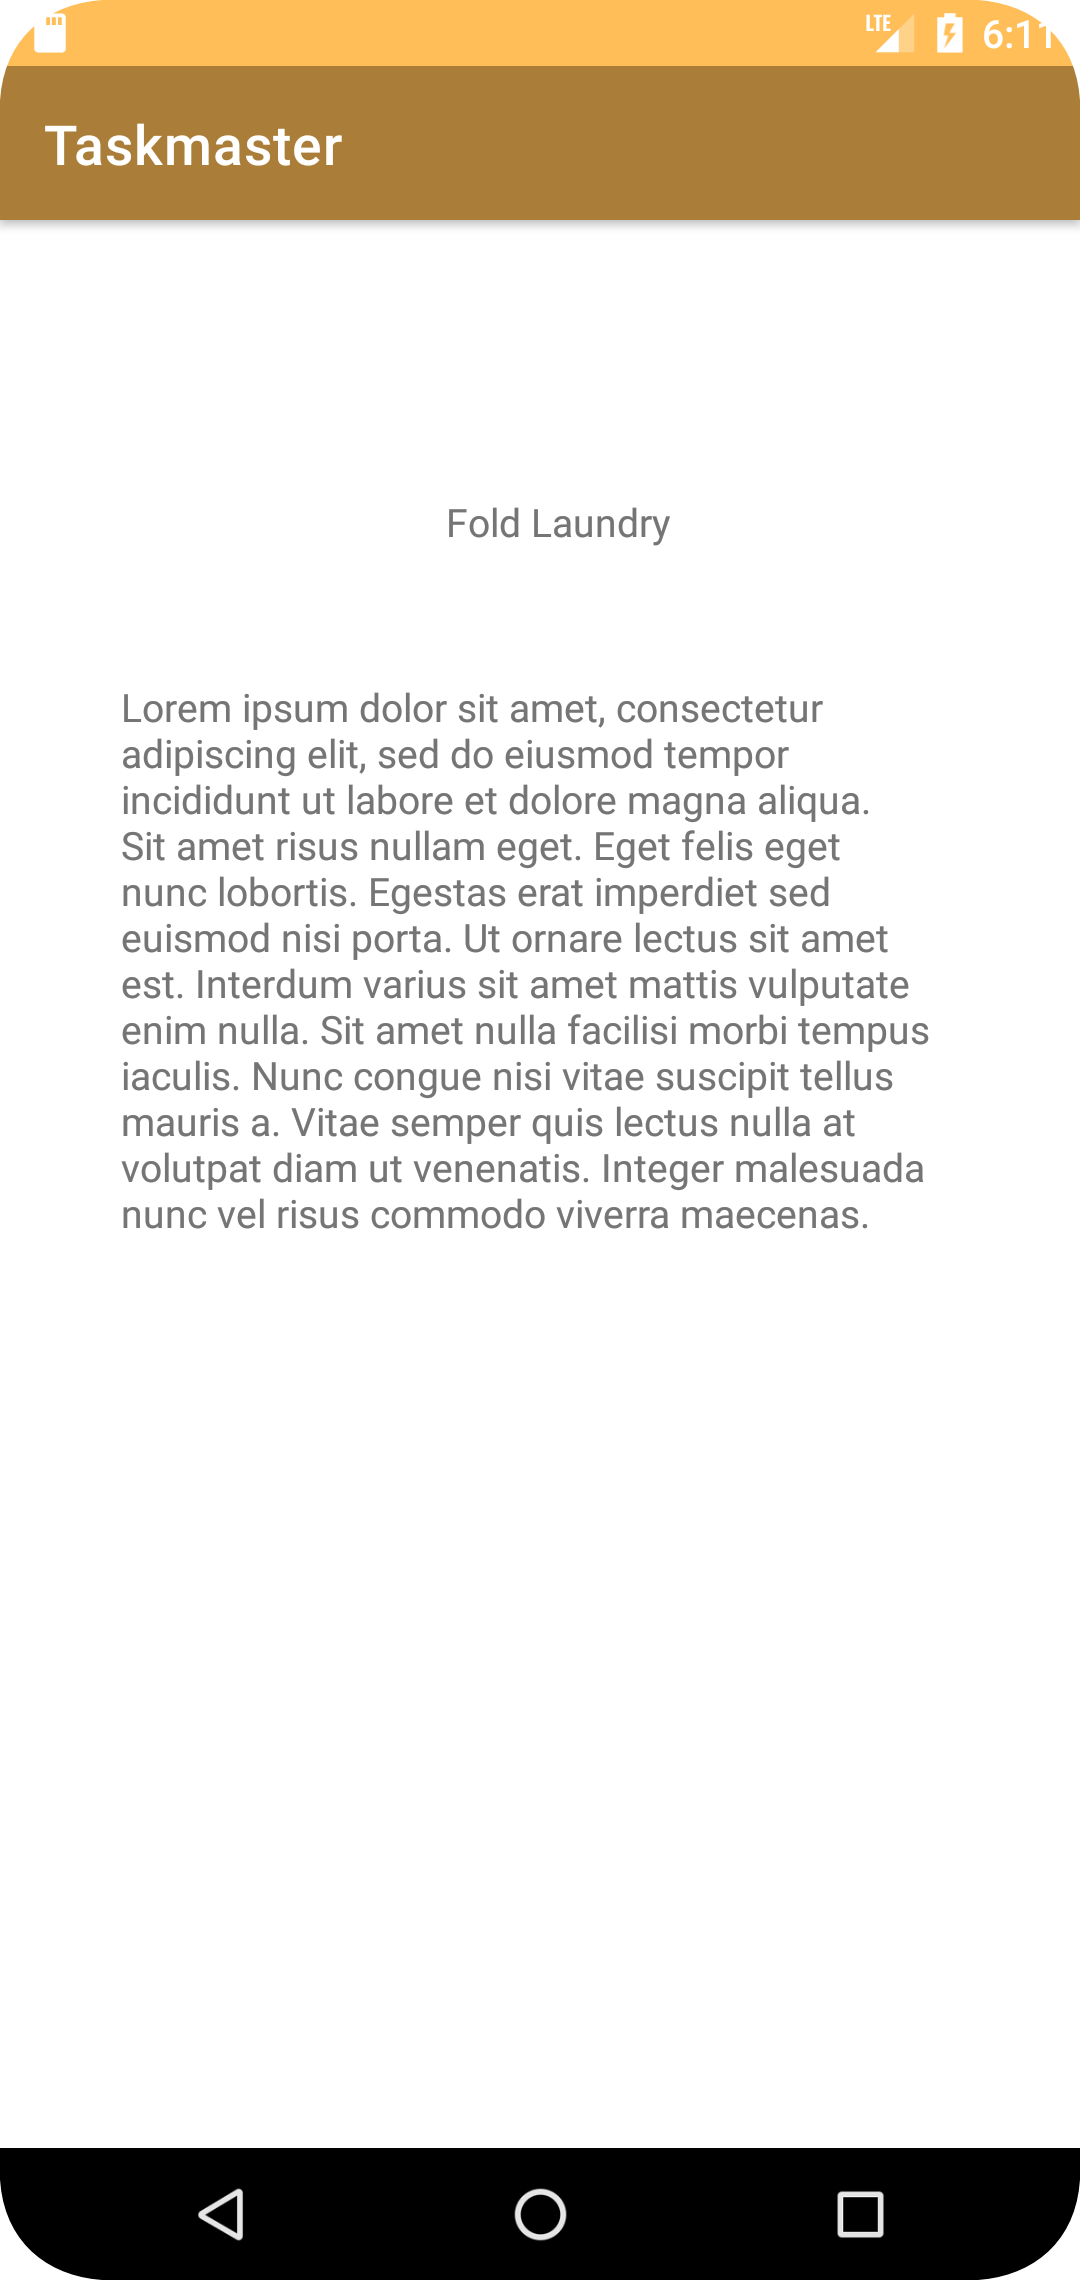 LTE 6:11
Taskmaster
Fold Laundry
Lorem ipsum dolor sit amet, consectetur
adipiscing elit, sed do eiusmod tempor
incididunt ut labore et dolore magna aliqua.
Sit amet risus nullam eget. Eget felis eget
nunc lobortis. Egestas erat imperdiet sed
euismod nisi porta. Ut ornare lectus sit amet
est. Interdum varius sit amet mattis vulputate
enim nulla. Sit amet nulla facilisi morbi tempus
iaculis. Nunc congue nisi vitae suscipit tellus
mauris a. Vitae semper quis lectus nulla at
volutpat diam ut venenatis. Integer malesuada
nunc vel risus commodo viverra maecenas.